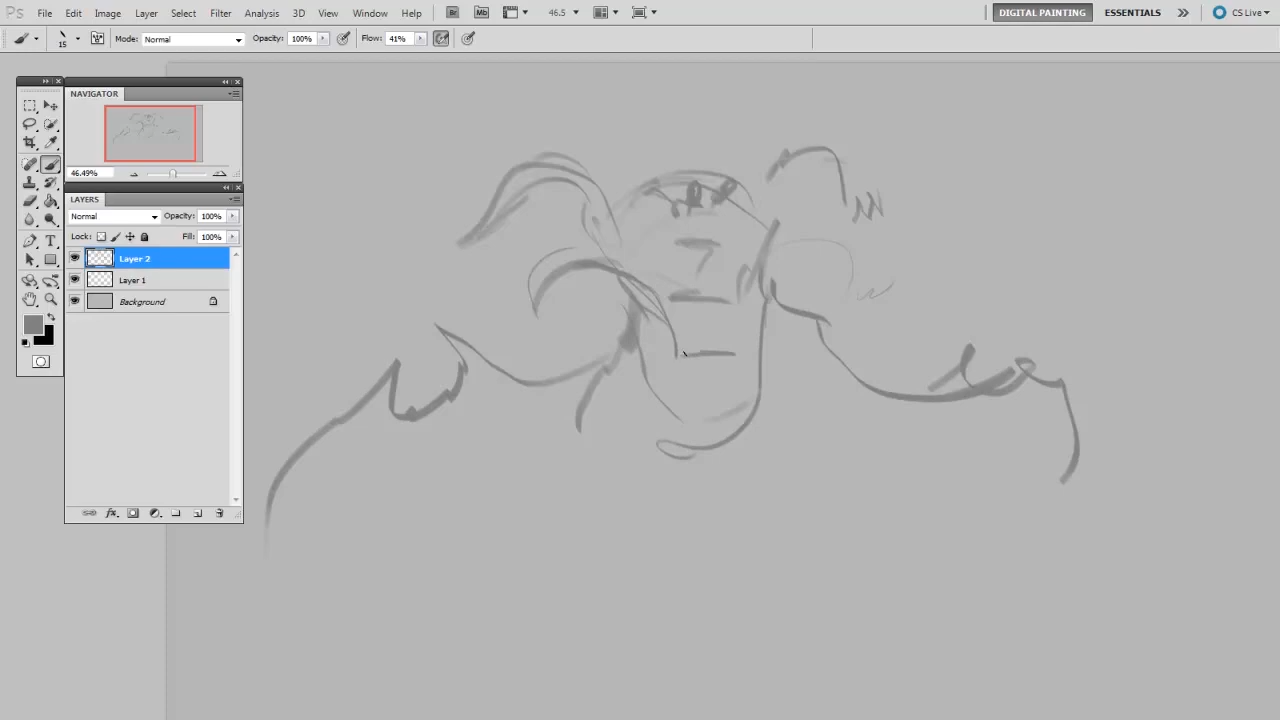 Ps File Edit Image Layer Select Filter Analysis 3D View Window Help Br Mb 46.5 DIGITAL PAINTING ESSENTIALS CS Live
15 Mode: Normal Opacity: 100% Flow: 41%
NAVIGATOR
46.49%
LAYERS
Normal Opacity: 100%
Lock: Fill: 100%
Layer 2
Layer 1
Background
fx